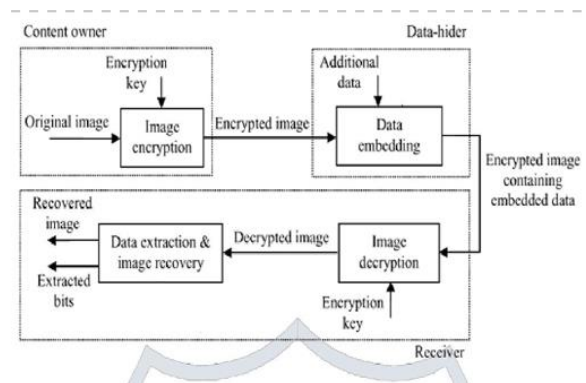 Content owner
Data-hider
Encryption
key
Additional
data
Original image
Image
encryption
Encrypted image
Data
embedding
Encrypted image
containing
embedded data
Recovered
image
Extracted
bits
Data extraction &
image recovery
Decrypted image
Image
decryption
Encryption
key
Receiver